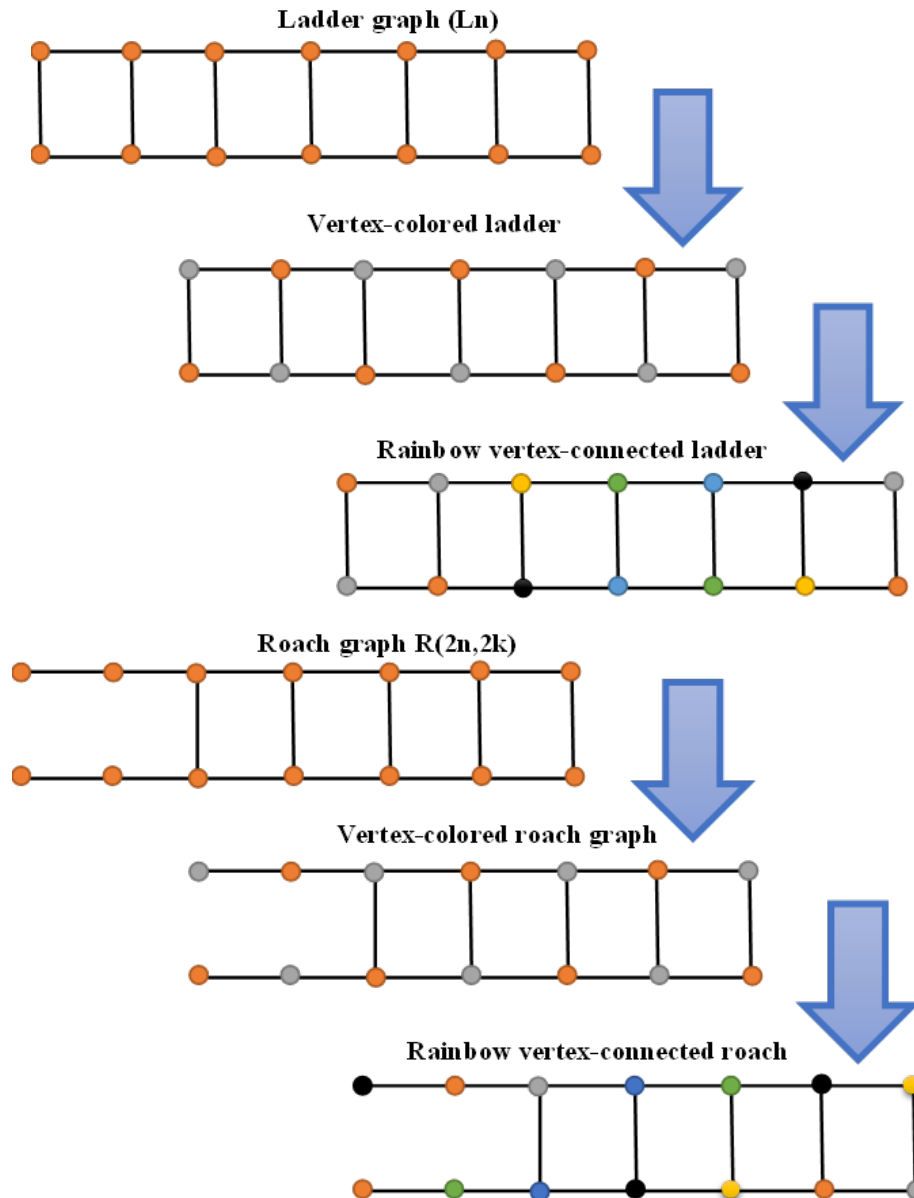 Ladder graph (Ln)
Vertex-colored ladder
Rainbow vertex-connected ladder
Roach graph R(2n,2k)
Vertex-colored roach graph
Rainbow vertex-connected roach